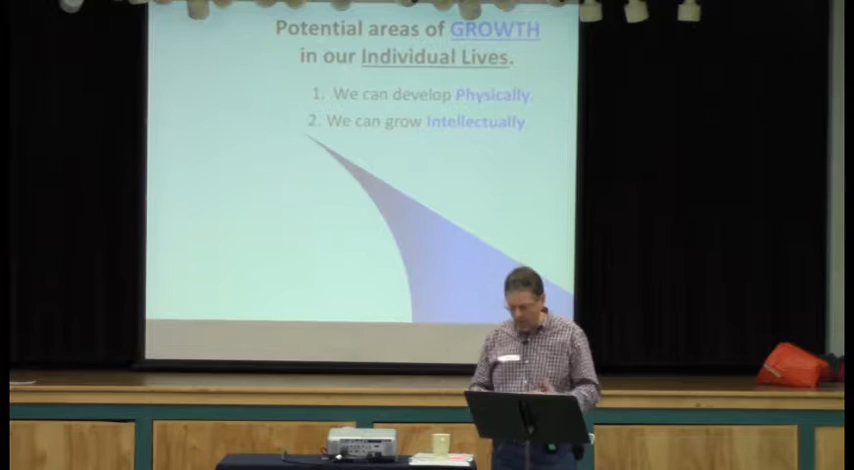 Potential areas of GROWTH
in our Individual Lives.
1. We can develop Physically.
2. We can grow Intellectually